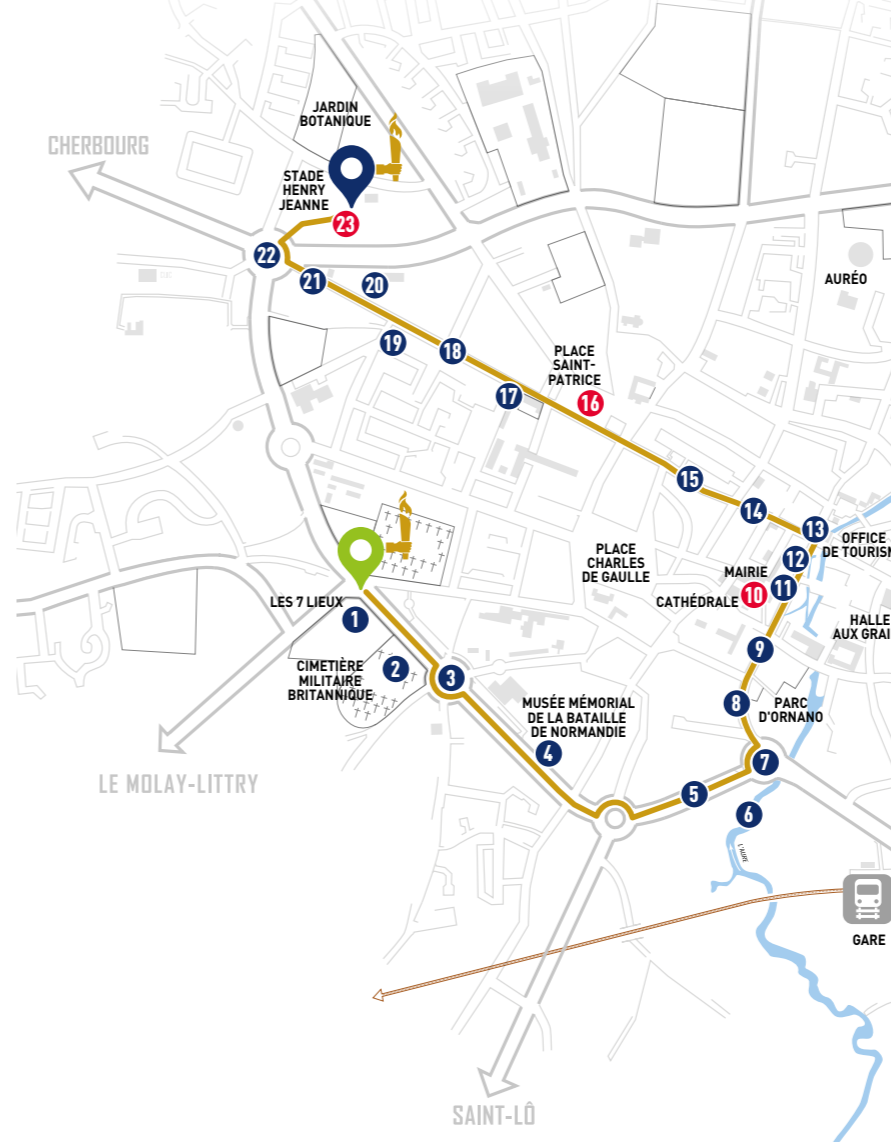 JARDIN
BOTANIQUE
CHERBOURG
STADE
HENRY
JEANNE
23
22
21
20
AURÉO
19
18
PLACE
SAINT-
PATRICE
17
16
15
14
13
OFFICE
DE TOURISM
12
PLACE
CHARLES
DE GAULLE
MAIRIE
11
10
CATHÉDRALE
LES 7 LIEUX
1
HALLE
AUX GRAI
9
2
CIMETIÈRE
MILITAIRE
BRITANNIQUE
3
MUSÉE MÉMORIAL
DE LA BATAILLE
DE NORMANDIE
8
PARC
D'ORNANO
4
7
LE MOLAY-LITTRY
5
6
L'AURE
GARE
SAINT-LÔ